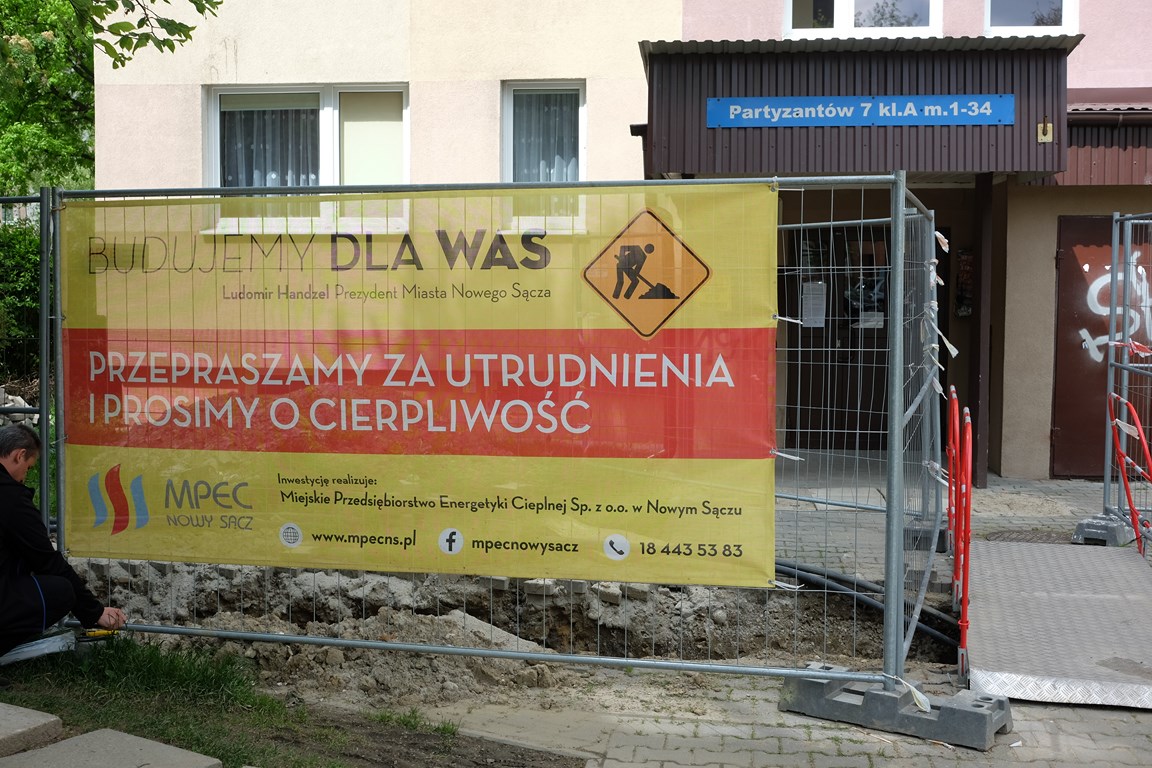 Partyzantów 7 kl.A m.1-34
BUDUJEMY DLA WAS
Ludomir Handzel Prezydent Miasta Nowego Sącza
PRZEPRASZAMY ZA UTRUDNIENIA
I PROSIMY O CIERPLIWOŚĆ
MPEC
NOWY SĄCZ
Inwestycję realizuje:
Miejskie Przedsiębiorstwo Energetyki Cieplnej Sp. z o.o. w Nowym Sączu
www.mpecns.pl
mpecnowysacz
18 443 53 83